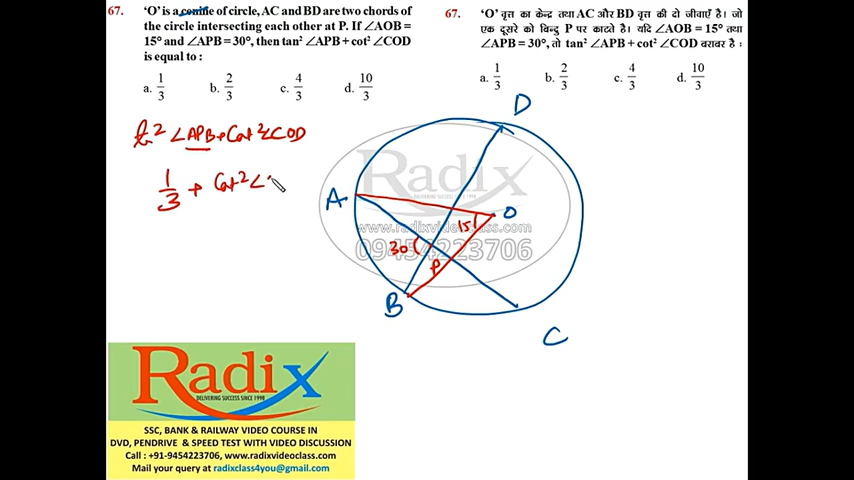 67. 'O' is a centre of circle, AC and BD are two chords of
the circle intersecting each other at P. If ∠AOB =
15° and ∠APB = 30°, then tan² ∠APB + cot² ∠COD
is equal to :
a. 1/3 b. 2/3 c. 4/3 d. 10/3
67. 'O' वृत्त का केन्द्र तथा AC और BD वृत्त की दो जीवाएँ है। जो
एक दूसरे को बिन्दु P पर काटते है। यदि ∠AOB = 15° तथा
∠APB = 30°, तो tan² ∠APB + cot² ∠COD बराबर है :
a. 1/3 b. 2/3 c. 4/3 d. 10/3
∠APB + Cot² ∠COD
1/3 + Cot² ∠
D
A
O
15
30
P
B
C
Radix
DELIVERING SUCCESS SINCE 1998
www.radixvideoclass.com
09454223706
Radix
DELIVERING SUCCESS SINCE 1998
SSC, BANK & RAILWAY VIDEO COURSE IN
DVD, PENDRIVE & SPEED TEST WITH VIDEO DISCUSSION
Call : +91-9454223706, www.radixvideoclass.com
Mail your query at radixclass4you@gmail.com